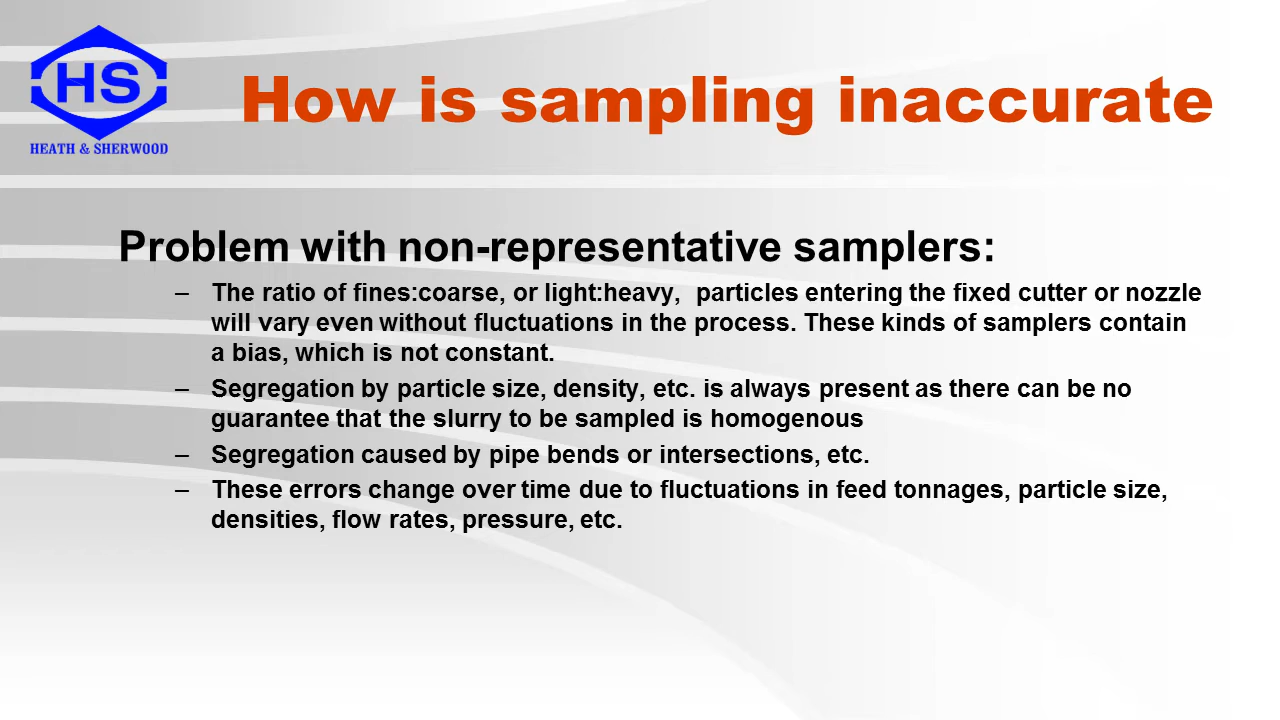 HS
HEATH & SHERWOOD
How is sampling inaccurate
Problem with non-representative samplers:
– The ratio of fines:coarse, or light:heavy,  particles entering the fixed cutter or nozzle
will vary even without fluctuations in the process. These kinds of samplers contain
a bias, which is not constant.
– Segregation by particle size, density, etc. is always present as there can be no
guarantee that the slurry to be sampled is homogenous
– Segregation caused by pipe bends or intersections, etc.
– These errors change over time due to fluctuations in feed tonnages, particle size,
densities, flow rates, pressure, etc.